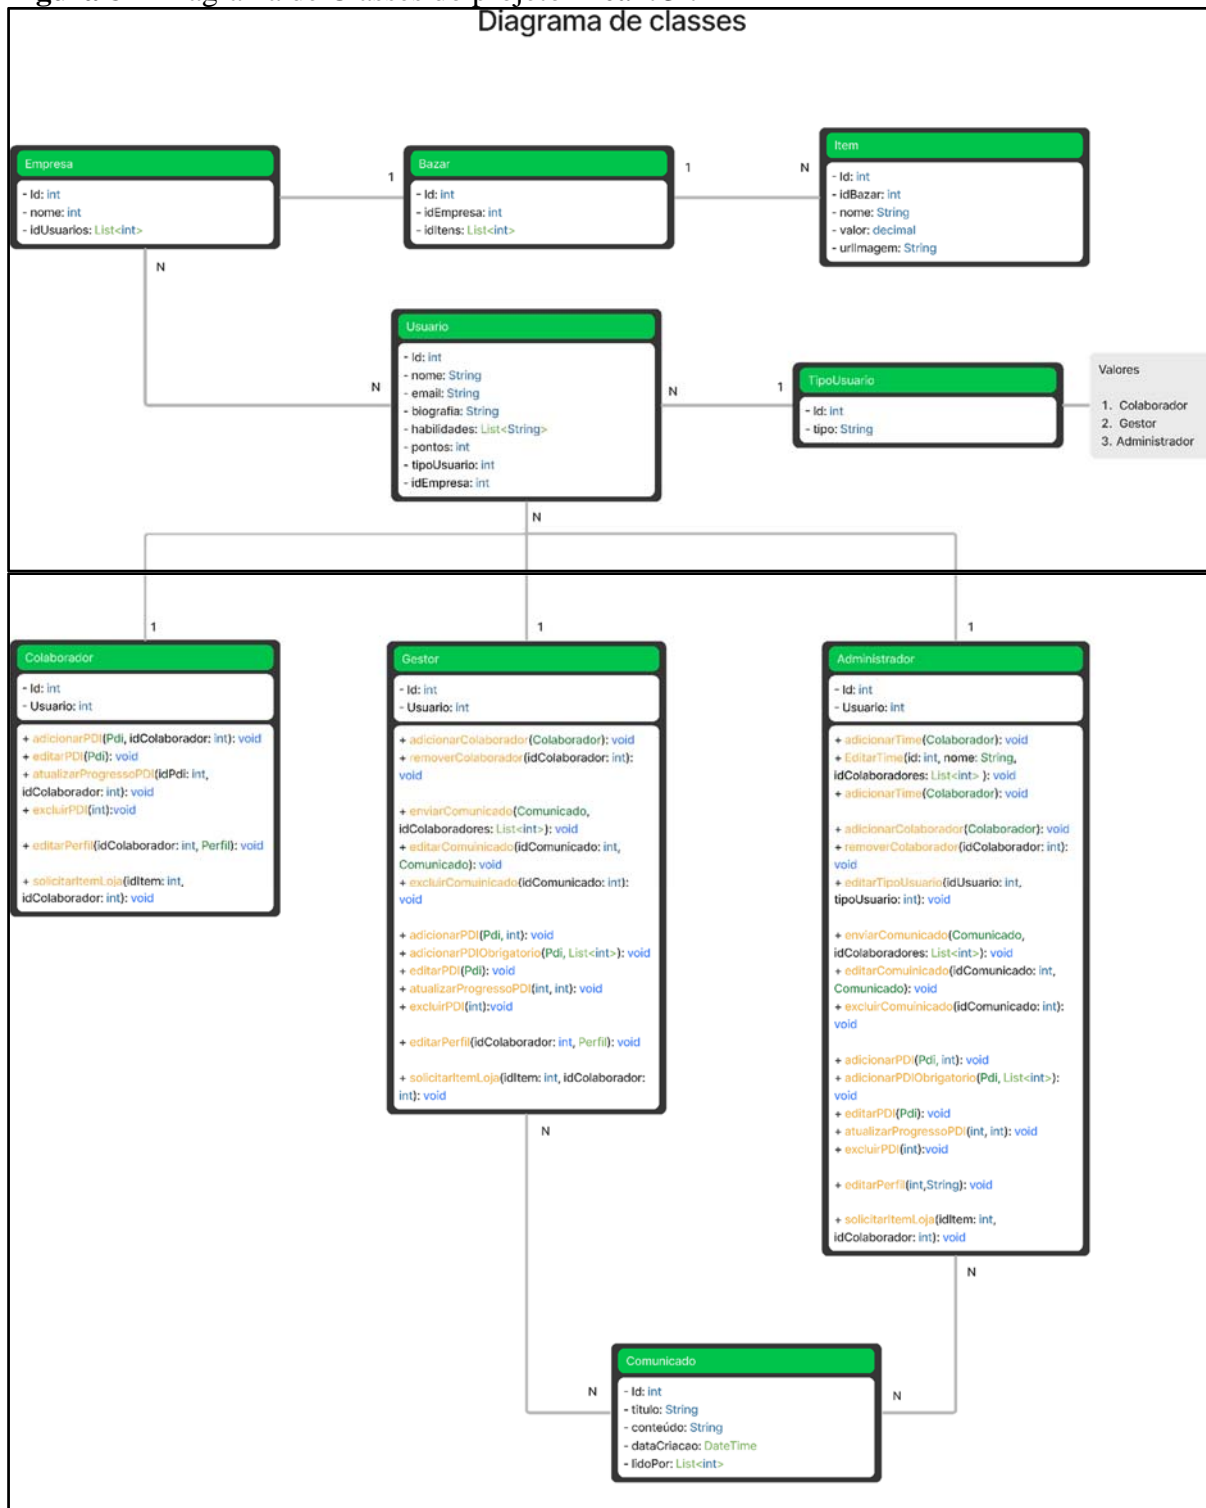 Diagrama de classes
Empresa
- Id: int
- nome: int
- idUsuarios: List<int>
1
Bazar
- Id: int
- idEmpresa: int
- idItens: List<int>
1
N
Item
- Id: int
- idBazar: int
- nome: String
- valor: decimal
- urlImagem: String
N
N
Usuario
- Id: int
- nome: String
- email: String
- biografia: String
- habilidades: List<String>
- pontos: int
- tipoUsuario: int
- idEmpresa: int
N
1
TipoUsuario
- Id: int
- tipo: String
Valores
1. Colaborador
2. Gestor
3. Administrador
N
1
Colaborador
- Id: int
- Usuario: int
+ adicionarPDI(Pdi, idColaborador: int): void
+ editarPDI(Pdi): void
+ atualizarProgressoPDI(idPdi: int,
idColaborador: int): void
+ excluirPDI(int):void
+ editarPerfil(idColaborador: int, Perfil): void
+ solicitarItemLoja(idItem: int,
idColaborador: int): void
1
Gestor
- Id: int
- Usuario: int
+ adicionarColaborador(Colaborador): void
+ removerColaborador(idColaborador: int):
void
+ enviarComunicado(Comunicado,
idColaboradores: List<int>): void
+ editarComuinicado(idComunicado: int,
Comunicado): void
+ excluirComuinicado(idComunicado: int):
void
+ adicionarPDI(Pdi, int): void
+ adicionarPDIObrigatorio(Pdi, List<int>): void
+ editarPDI(Pdi): void
+ atualizarProgressoPDI(int, int): void
+ excluirPDI(int):void
+ editarPerfil(idColaborador: int, Perfil): void
+ solicitarItemLoja(idItem: int, idColaborador:
int): void
N
1
Administrador
- Id: int
- Usuario: int
+ adicionarTime(Colaborador): void
+ EditarTime(id: int, nome: String,
idColaboradores: List<int> ): void
+ adicionarTime(Colaborador): void
+ adicionarColaborador(Colaborador): void
+ removerColaborador(idColaborador: int):
void
+ editarTipoUsuario(idUsuario: int,
tipoUsuario: int): void
+ enviarComunicado(Comunicado,
idColaboradores: List<int>): void
+ editarComuinicado(idComunicado: int,
Comunicado): void
+ excluirComuinicado(idComunicado: int):
void
+ adicionarPDI(Pdi, int): void
+ adicionarPDIObrigatorio(Pdi, List<int>):
void
+ editarPDI(Pdi): void
+ atualizarProgressoPDI(int, int): void
+ excluirPDI(int):void
+ editarPerfil(int,String): void
+ solicitarItemLoja(idItem: int,
idColaborador: int): void
N
N
Comunicado
- Id: int
- titulo: String
- conteúdo: String
- dataCriacao: DateTime
- lidoPor: List<int>
N